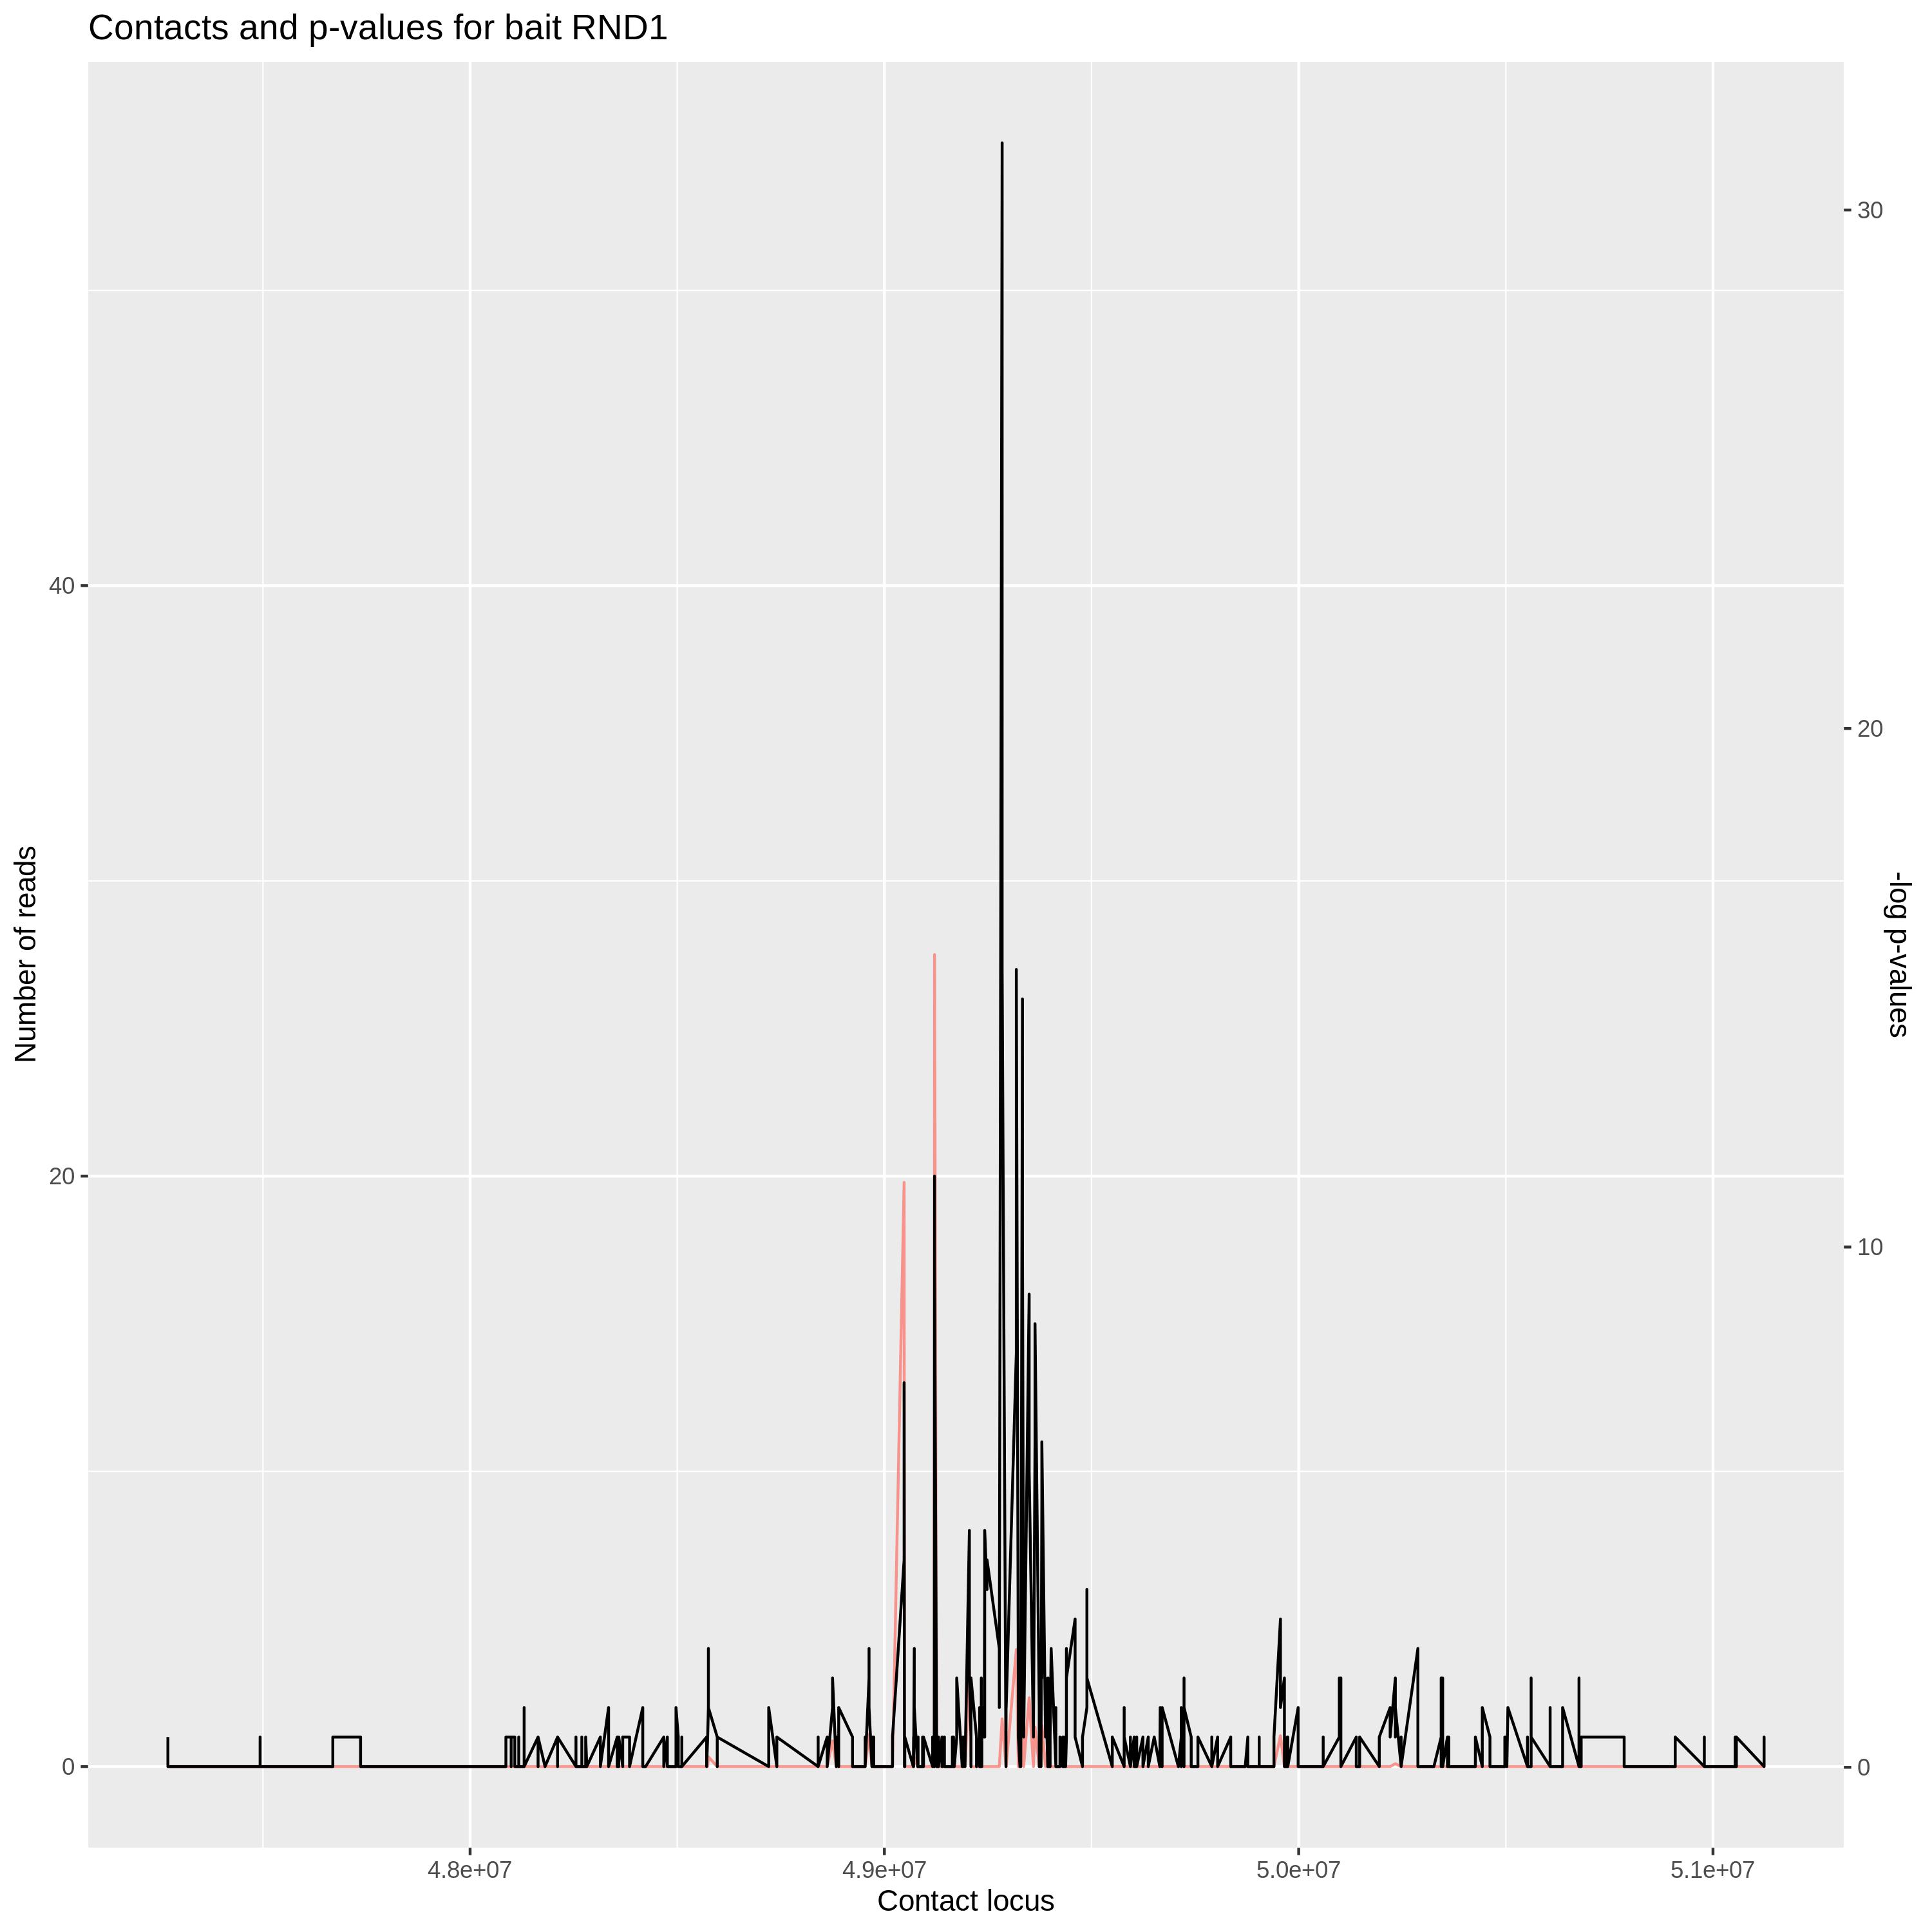 Contacts and p-values for bait RND1
Number of reads
40
20
0
30
20
10
0
-log p-values
4.8e+07 4.9e+07 5.0e+07 5.1e+07
Contact locus